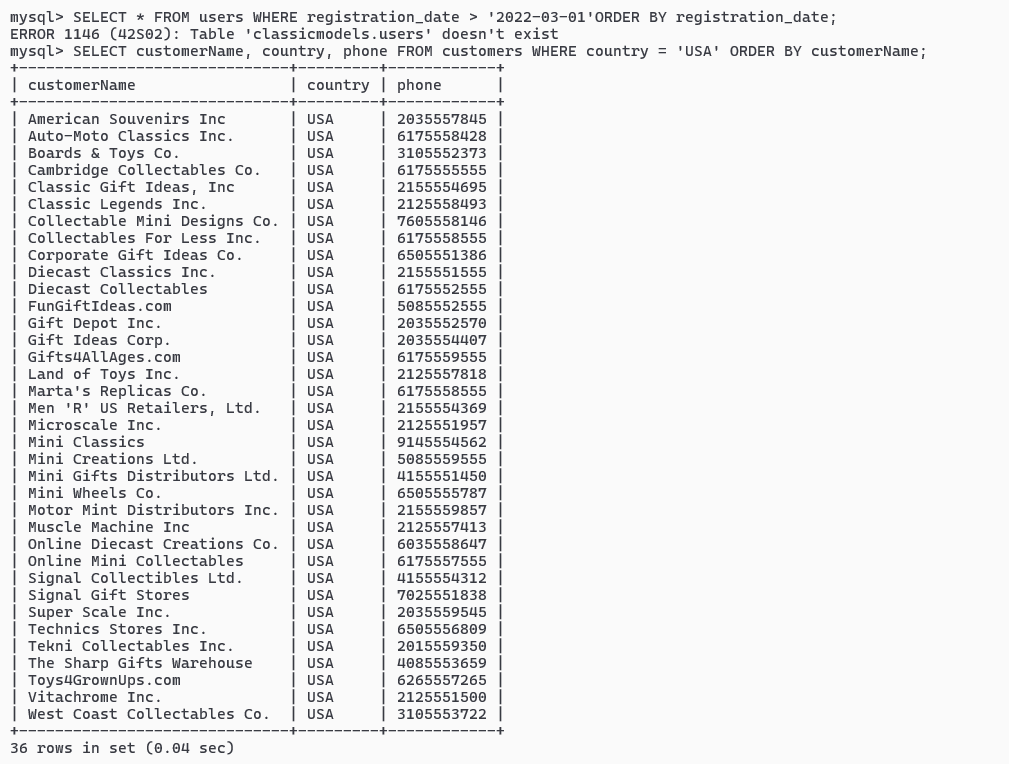 mysql> SELECT * FROM users WHERE registration_date > '2022-03-01'ORDER BY registration_date;
ERROR 1146 (42S02): Table 'classicmodels.users' doesn't exist
mysql> SELECT customerName, country, phone FROM customers WHERE country = 'USA' ORDER BY customerName;
+------------------------------+---------+------------+
| customerName                 | country | phone      |
+------------------------------+---------+------------+
| American Souvenirs Inc       | USA     | 2035557845 |
| Auto-Moto Classics Inc.      | USA     | 6175558428 |
| Boards & Toys Co.            | USA     | 3105552373 |
| Cambridge Collectables Co.   | USA     | 6175555555 |
| Classic Gift Ideas, Inc      | USA     | 2155554695 |
| Classic Legends Inc.         | USA     | 2125558493 |
| Collectable Mini Designs Co. | USA     | 7605558146 |
| Collectables For Less Inc.   | USA     | 6175558555 |
| Corporate Gift Ideas Co.     | USA     | 6505551386 |
| Diecast Classics Inc.        | USA     | 2155551555 |
| Diecast Collectables         | USA     | 6175552555 |
| FunGiftIdeas.com             | USA     | 5085552555 |
| Gift Depot Inc.              | USA     | 2035552570 |
| Gift Ideas Corp.             | USA     | 2035554407 |
| Gifts4AllAges.com            | USA     | 6175559555 |
| Land of Toys Inc.            | USA     | 2125557818 |
| Marta's Replicas Co.         | USA     | 6175558555 |
| Men 'R' US Retailers, Ltd.   | USA     | 2155554369 |
| Microscale Inc.              | USA     | 2125551957 |
| Mini Classics                | USA     | 9145554562 |
| Mini Creations Ltd.          | USA     | 5085559555 |
| Mini Gifts Distributors Ltd. | USA     | 4155551450 |
| Mini Wheels Co.              | USA     | 6505555787 |
| Motor Mint Distributors Inc. | USA     | 2155559857 |
| Muscle Machine Inc           | USA     | 2125557413 |
| Online Diecast Creations Co. | USA     | 6035558647 |
| Online Mini Collectables     | USA     | 6175557555 |
| Signal Collectibles Ltd.     | USA     | 4155554312 |
| Signal Gift Stores           | USA     | 7025551838 |
| Super Scale Inc.             | USA     | 2035559545 |
| Technics Stores Inc.         | USA     | 6505556809 |
| Tekni Collectables Inc.      | USA     | 2015559350 |
| The Sharp Gifts Warehouse    | USA     | 4085553659 |
| Toys4GrownUps.com            | USA     | 6265557265 |
| Vitachrome Inc.              | USA     | 2125551500 |
| West Coast Collectables Co.  | USA     | 3105553722 |
+------------------------------+---------+------------+
36 rows in set (0.04 sec)